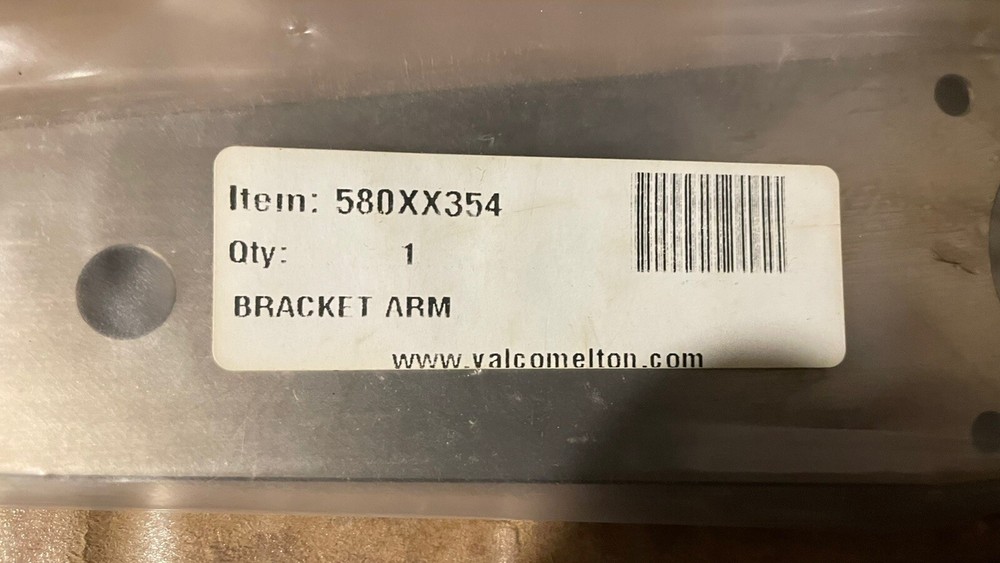 Item: 580XX354
Qty: 1
BRACKET ARM
www.valcomelton.com